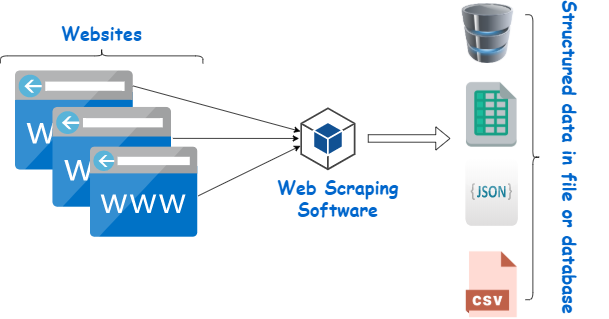 Websites
W
W
WWW
Web Scraping
Software
{JSON}
CSV
Structured data in file or database